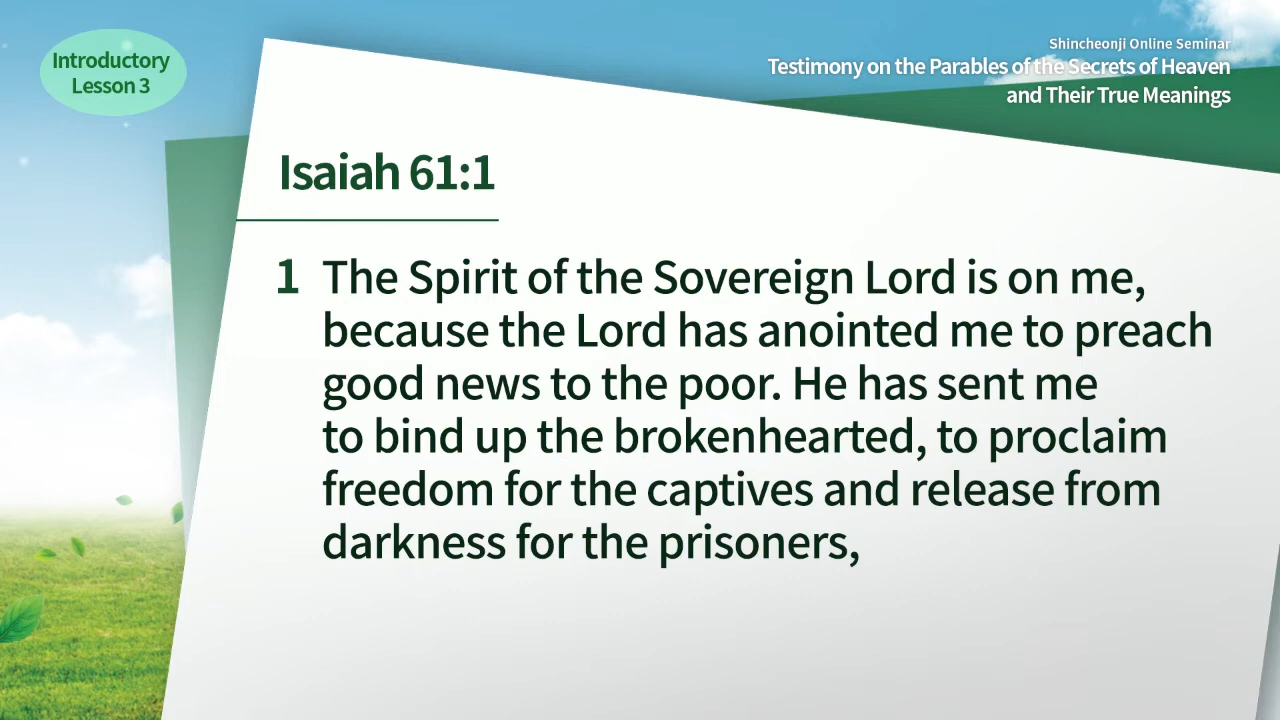 Introductory
Lesson 3
Shincheonji Online Seminar
Testimony on the Parables of the Secrets of Heaven
and Their True Meanings
Isaiah 61:1
1 The Spirit of the Sovereign Lord is on me,
because the Lord has anointed me to preach
good news to the poor. He has sent me
to bind up the brokenhearted, to proclaim
freedom for the captives and release from
darkness for the prisoners,